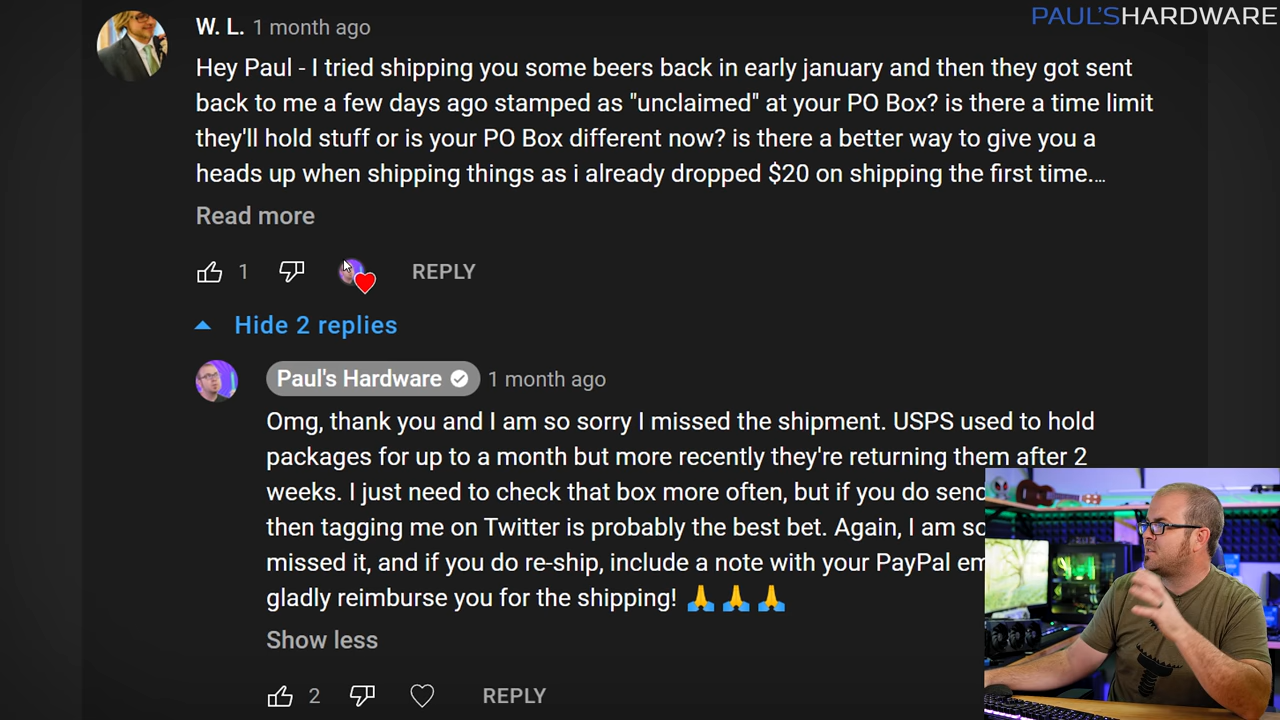 PAUL'SHARDWARE
W. L. 1 month ago
Hey Paul - I tried shipping you some beers back in early january and then they got sent
back to me a few days ago stamped as "unclaimed" at your PO Box? is there a time limit
they'll hold stuff or is your PO Box different now? is there a better way to give you a
heads up when shipping things as i already dropped $20 on shipping the first time.…
Read more
1 REPLY
Hide 2 replies
Paul's Hardware 1 month ago
Omg, thank you and I am so sorry I missed the shipment. USPS used to hold
packages for up to a month but more recently they're returning them after 2
weeks. I just need to check that box more often, but if you do
then tagging me on Twitter is probably the best bet. Again, I am
missed it, and if you do re-ship, include a note with your PayPal
gladly reimburse you for the shipping! 🙏 🙏 🙏
Show less
2 REPLY